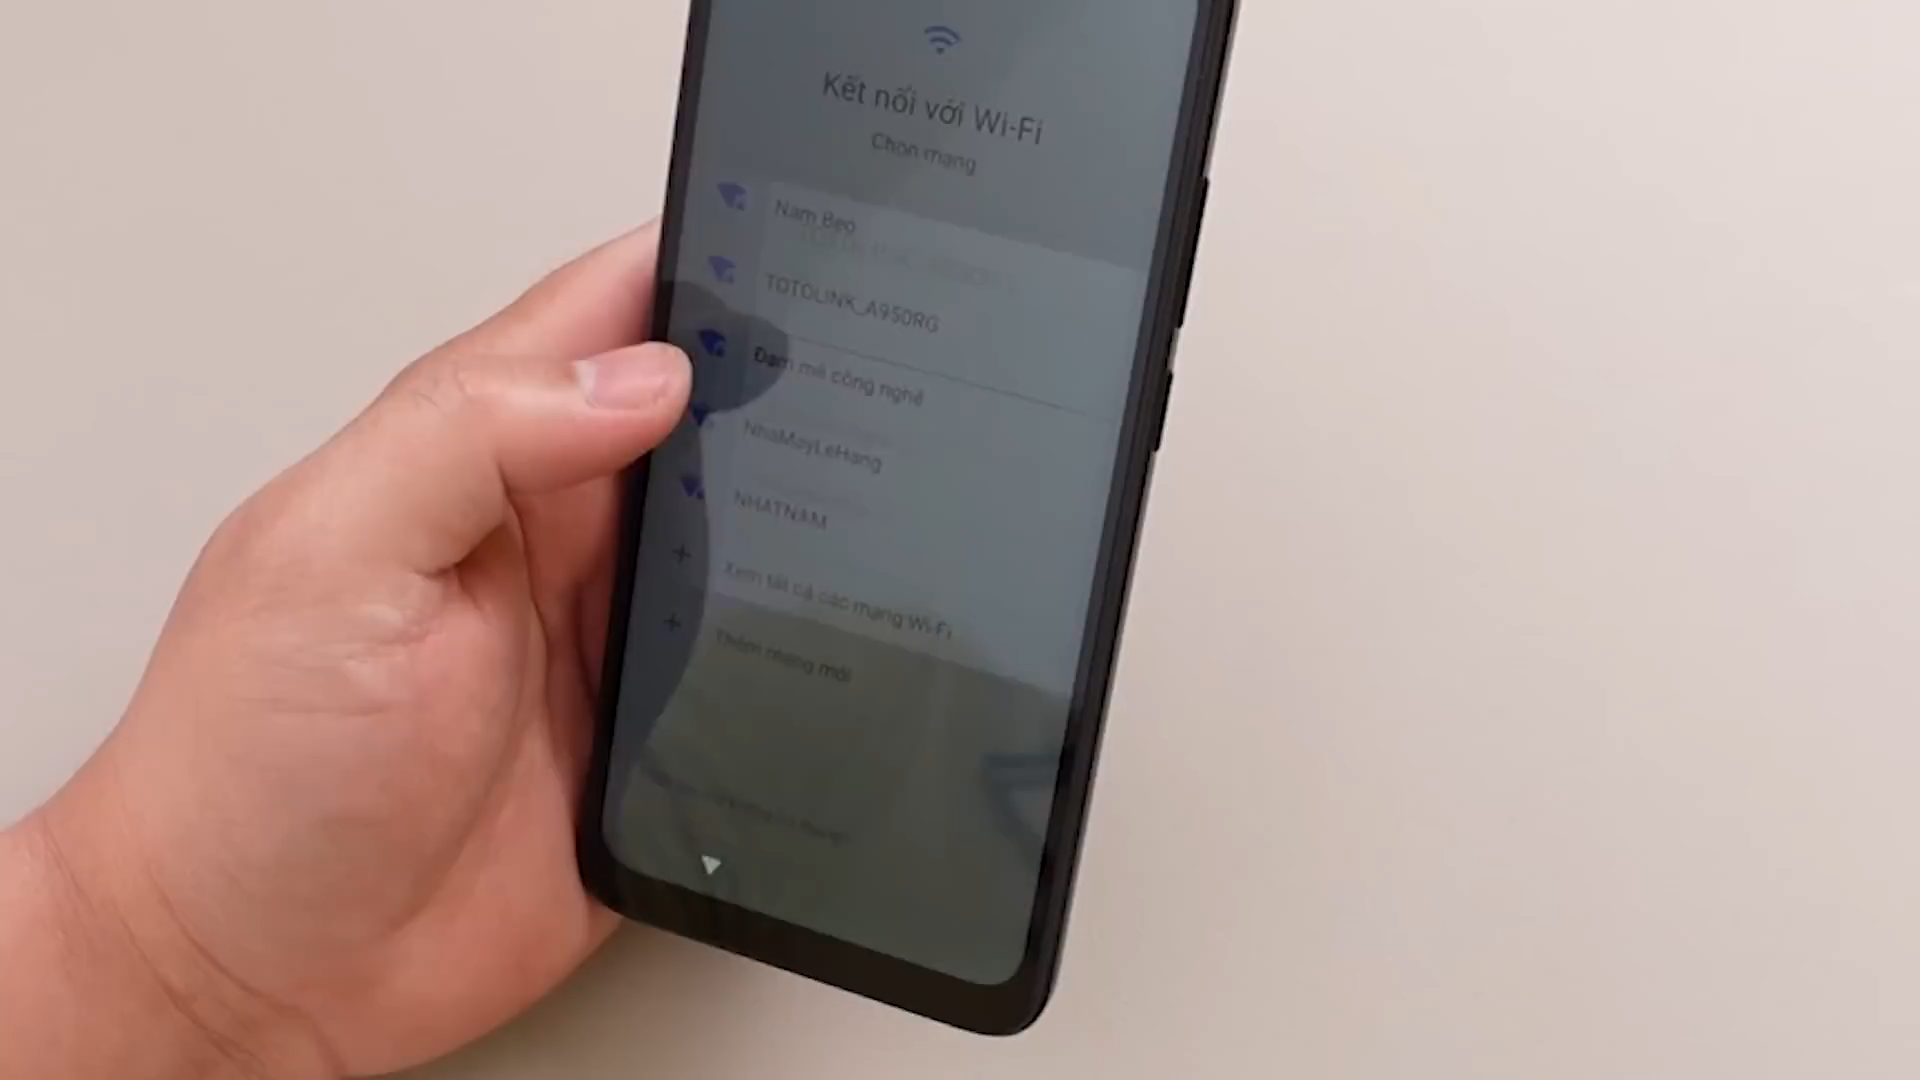 Kết nối với Wi-Fi
Chọn mạng
Nam Beo
TOTOLINK_A950RG
Đam mê công nghệ
NhaMayLeHang
NHATNAM
Xem tất cả các mạng Wi-Fi
Thêm mạng mới